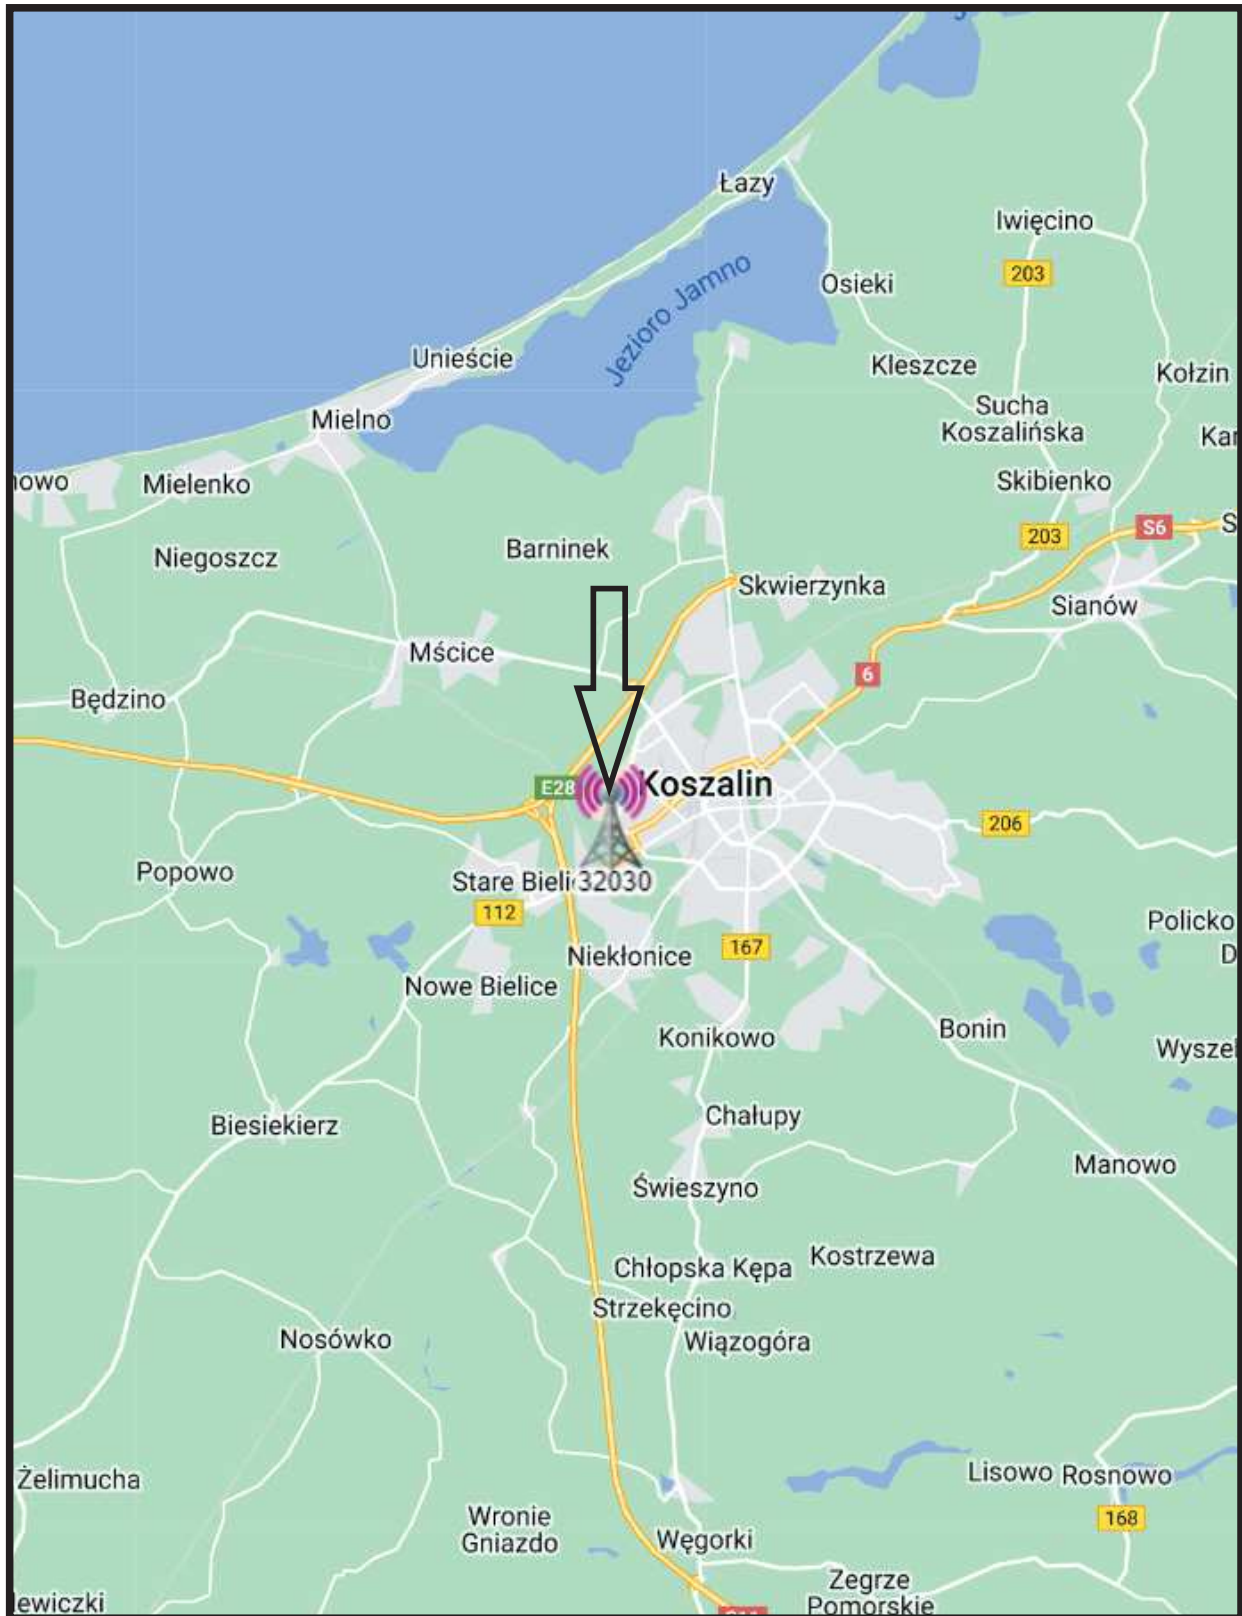 Łazy
Iwięcino
203
Osieki
Jezioro Jamno
Unieście
Kleszcze
Kołzin
Mielno
Sucha
Koszalińska
Mielenko
Skibienko
S6
203
Barninek
Niegoszcz
Skwierzynka
Sianów
Mścice
6
Będzino
E28
Koszalin
206
Popowo
32030
112
Policko
167
Niekłonice
Nowe Bielice
Bonin
Konikowo
Chałupy
Biesiekierz
Manowo
Świeszyno
Kostrzewa
Chłopska Kępa
Strzekęcino
Nosówko
Wiązogóra
Lisowo
Rosnowo
Żelimucha
168
Wronie
Gniazdo
Węgorki
Zegrze
Pomorskie